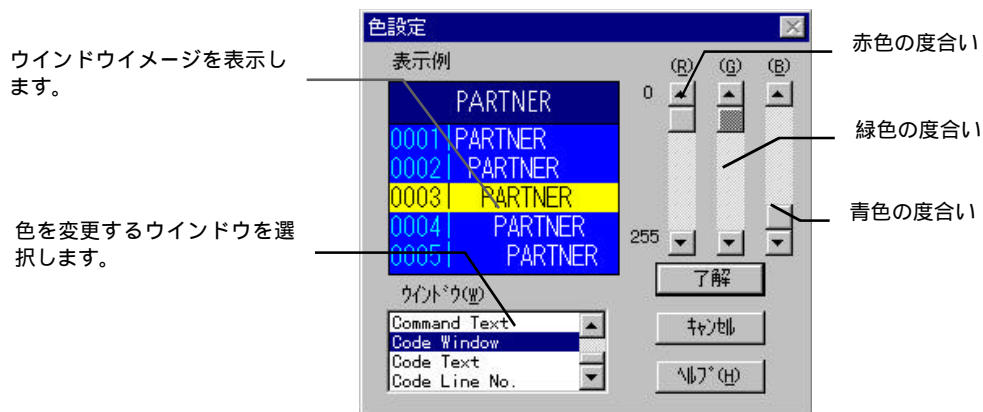 色設定
表示例
(R) (G) (B)
0
255
PARTNER
0001 PARTNER
0002 PARTNER
0003 PARTNER
0004 PARTNER
0005 PARTNER
ｳｲﾝﾄﾞｳ(W)
Command Text
Code Window
Code Text
Code Line No.
了解
ｷｬﾝｾﾙ
ﾍﾙﾌﾟ(H)
ウインドウイメージを表示し
ます。
色を変更するウインドウを選
択します。
赤色の度合い
緑色の度合い
青色の度合い